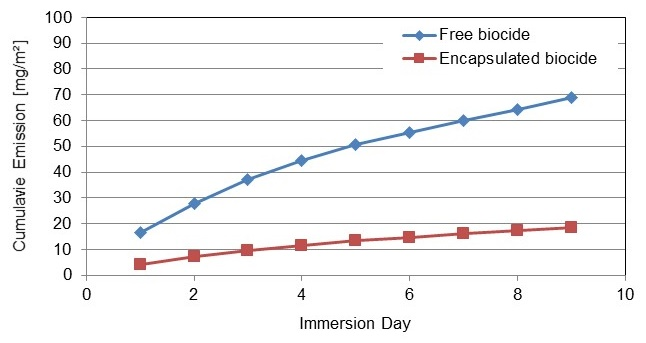 100
90
80
70
60
50
40
30
20
10
0
Cumulavie Emission [mg/m²]
Free biocide
Encapsulated biocide
0 2 4 6 8 10
Immersion Day